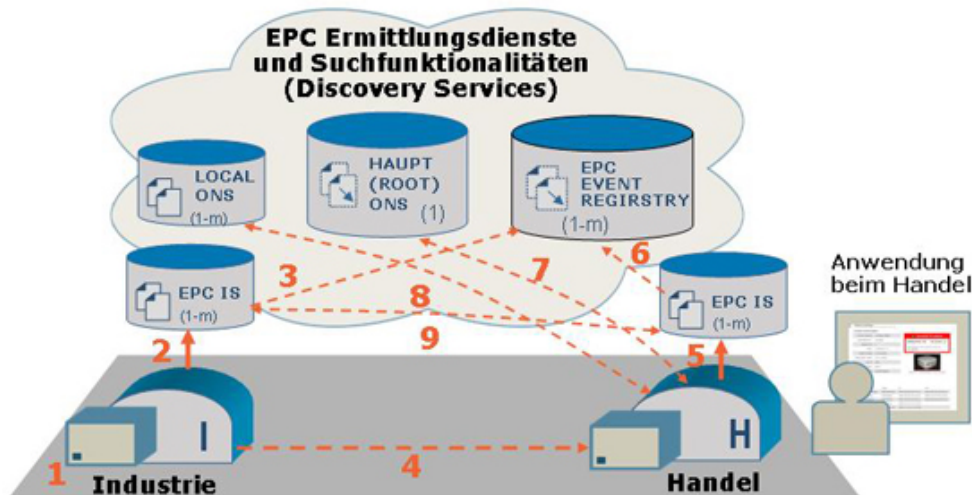 EPC Ermittlungsdienste
und Suchfunktionalitäten
(Discovery Services)
LOCAL
ONS
(1-m)
HAUPT
(ROOT)
ONS
(1)
EPC
EVENT
REGIRSTRY
(1-m)
EPC IS
(1-m)
3
7
6
8
9
EPC IS
(1-m)
Anwendung
beim Handel
2
5
I
H
1
4
Industrie
Handel